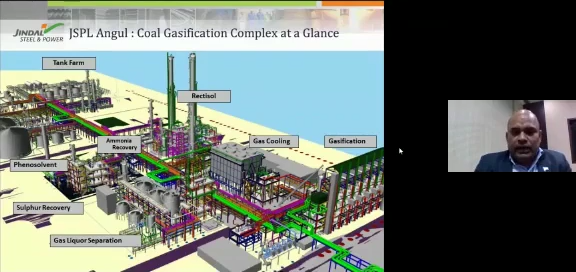 JINDAL
STEEL & POWER
JSPL Angul : Coal Gasification Complex at a Glance
Tank Farm
Rectisol
Ammonia
Recovery
Gas Cooling
Gasification
Phenosolvent
Sulphur Recovery
Gas Liquor Separation